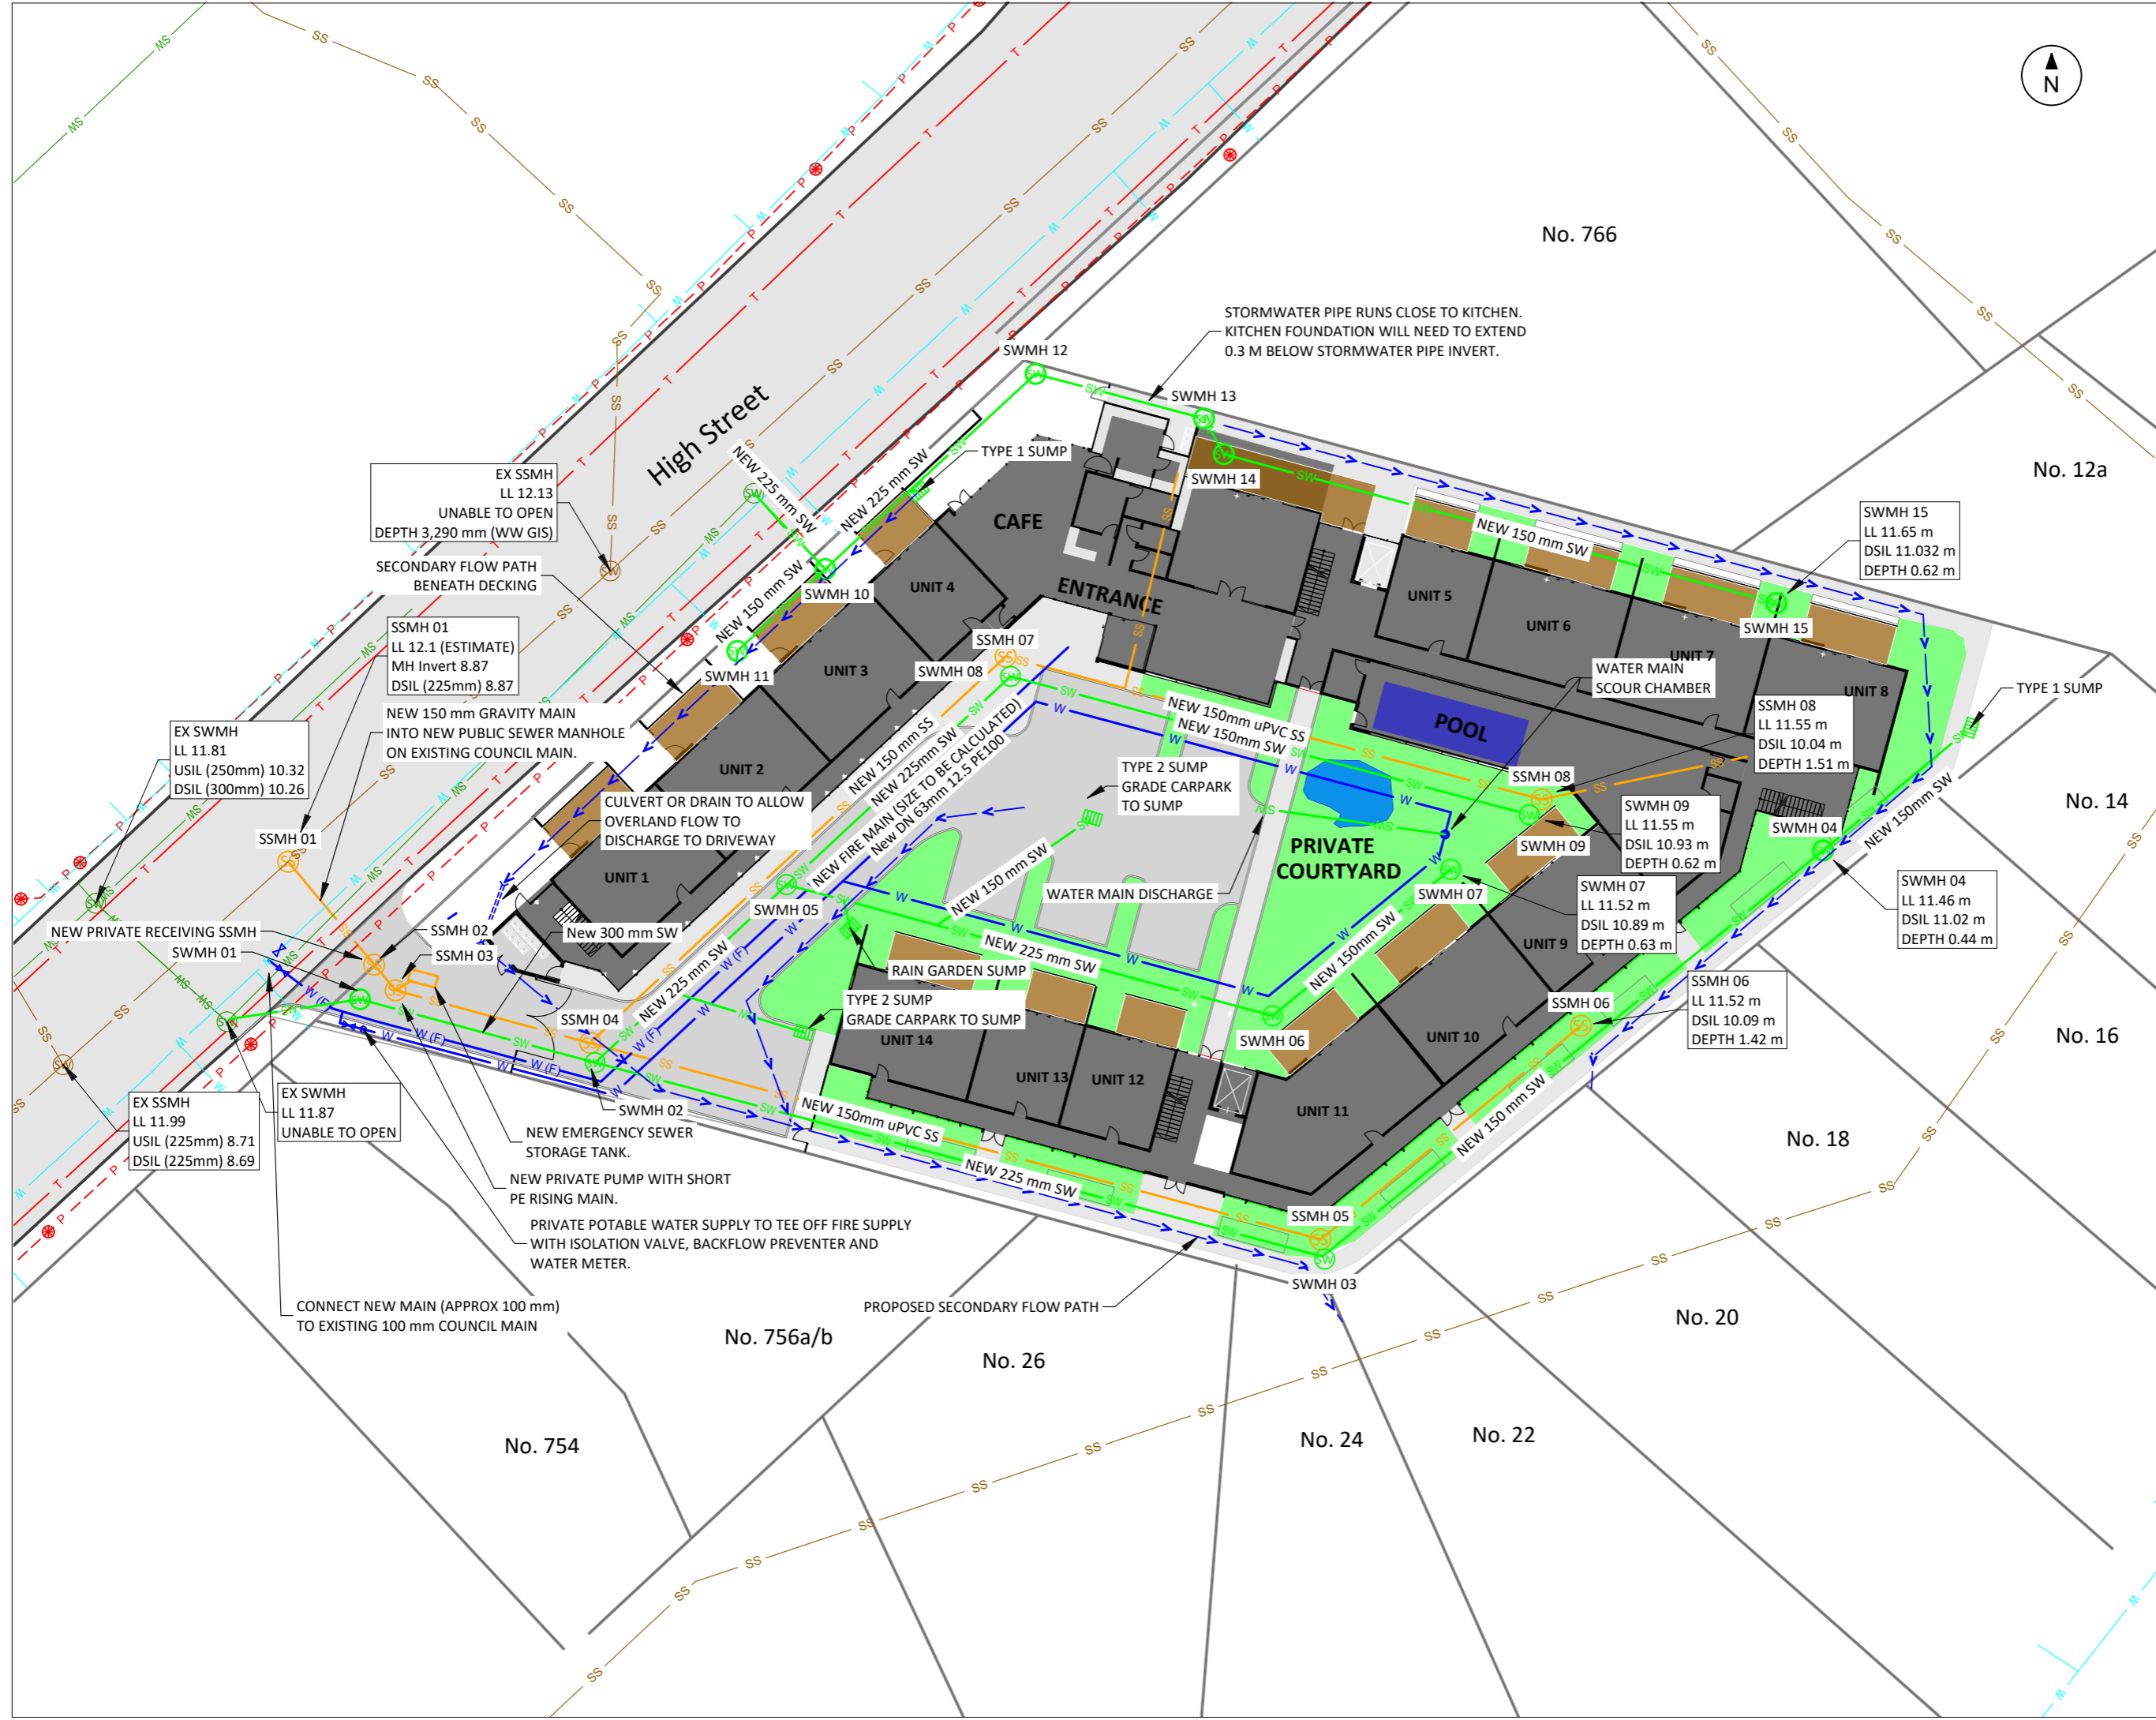 N
No. 766
STORMWATER PIPE RUNS CLOSE TO KITCHEN.
KITCHEN FOUNDATION WILL NEED TO EXTEND
0.3 M BELOW STORMWATER PIPE INVERT.
SWMH 12
SWMH 13
High Street
NEW 225 mm SW
NEW 225 mm SW
TYPE 1 SUMP
SWMH 14
No. 12a
EX SSMH
LL 12.13
UNABLE TO OPEN
DEPTH 3,290 mm (WW GIS)
CAFE
NEW 150 mm SW
SWMH 15
LL 11.65 m
DSIL 11.032 m
DEPTH 0.62 m
SECONDARY FLOW PATH
BENEATH DECKING
NEW 150 mm SW
SWMH 10
UNIT 4
ENTRANCE
UNIT 5
UNIT 6
SWMH 15
SSMH 01
LL 12.1 (ESTIMATE)
MH Invert 8.87
DSIL (225mm) 8.87
SSMH 07
SWMH 08
SWMH 11
UNIT 3
UNIT 7
WATER MAIN
SCOUR CHAMBER
UNIT 8
TYPE 1 SUMP
NEW 150 mm GRAVITY MAIN
INTO NEW PUBLIC SEWER MANHOLE
ON EXISTING COUNCIL MAIN.
EX SWMH
LL 11.81
USIL (250mm) 10.32
DSIL (300mm) 10.26
NEW 150mm uPVC SS
NEW 150mm SW
POOL
SSMH 08
LL 11.55 m
DSIL 10.04 m
DEPTH 1.51 m
UNIT 2
NEW 150 mm SS
NEW 225mm SW
NEW FIRE MAIN (SIZE TO BE CALCULATED)
New DN 63mm 12.5 PE100
TYPE 2 SUMP
GRADE CARPARK
TO SUMP
SSMH 08
CULVERT OR DRAIN TO ALLOW
OVERLAND FLOW TO
DISCHARGE TO DRIVEWAY
SWMH 09
LL 11.55 m
DSIL 10.93 m
DEPTH 0.62 m
No. 14
SSMH 01
SWMH 04
NEW 150mm SW
PRIVATE
COURTYARD
SWMH 09
UNIT 1
NEW 150 mm SW
WATER MAIN DISCHARGE
SWMH 07
SWMH 07
LL 11.52 m
DSIL 10.89 m
DEPTH 0.63 m
SWMH 04
LL 11.46 m
DSIL 11.02 m
DEPTH 0.44 m
SWMH 05
NEW PRIVATE RECEIVING SSMH
SWMH 01
SSMH 02
SSMH 03
New 300 mm SW
NEW 225 mm SW
NEW 225 mm SW
RAIN GARDEN SUMP
NEW 150mm SW
UNIT 9
SSMH 06
SSMH 06
LL 11.52 m
DSIL 10.09 m
DEPTH 1.42 m
TYPE 2 SUMP
GRADE CARPARK TO SUMP
SSMH 04
UNIT 14
SWMH 06
UNIT 10
No. 16
UNIT 13
UNIT 12
UNIT 11
EX SSMH
LL 11.99
USIL (225mm) 8.71
DSIL (225mm) 8.69
EX SWMH
LL 11.87
UNABLE TO OPEN
SWMH 02
NEW 150mm uPVC SS
NEW 150 mm SW
NEW EMERGENCY SEWER
STORAGE TANK.
No. 18
NEW PRIVATE PUMP WITH SHORT
PE RISING MAIN.
NEW 225 mm SW
SSMH 05
PRIVATE POTABLE WATER SUPPLY TO TEE OFF FIRE SUPPLY
WITH ISOLATION VALVE, BACKFLOW PREVENTER AND
WATER METER.
SWMH 03
CONNECT NEW MAIN (APPROX 100 mm)
TO EXISTING 100 mm COUNCIL MAIN
PROPOSED SECONDARY FLOW PATH
No. 756a/b
No. 26
No. 20
No. 754
No. 24
No. 22